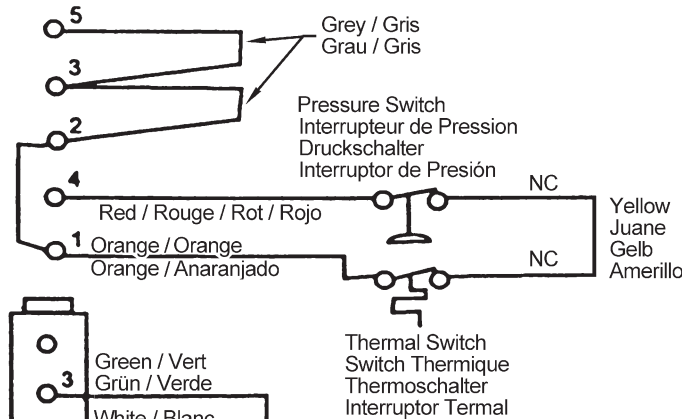 5
Grey / Gris
Grau / Gris
3
Pressure Switch
Interrupteur de Pression
Druckschalter
Interruptor de Presión
2
4
NC
Red / Rouge / Rot / Rojo
Yellow
Juane
Gelb
Amerillo
1
Orange / Orange
Orange / Anaranjado
NC
Thermal Switch
Switch Thermique
Thermoschalter
Interruptor Termal
Green / Vert
Grün / Verde
3
White / Blanc